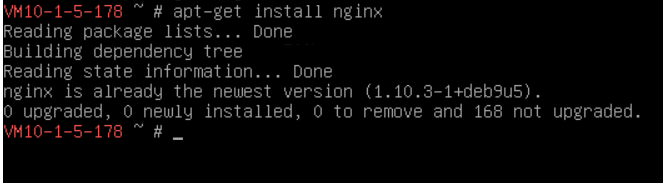 VM10-1-5-178 ~ # apt-get install nginx
Reading package lists... Done
Building dependency tree
Reading state information... Done
nginx is already the newest version (1.10.3-1+deb9u5).
0 upgraded, 0 newly installed, 0 to remove and 168 not upgraded.
VM10-1-5-178 ~ # _